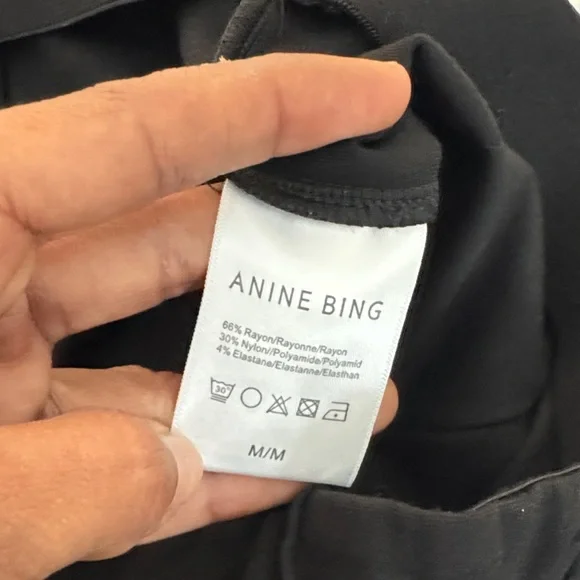 ANINE BING
66% Rayon/Rayonne/Rayon
30% Nylon//Polyamide/Polyamid
4% Elastane/Elastanne/Elasthan
30°
M/M